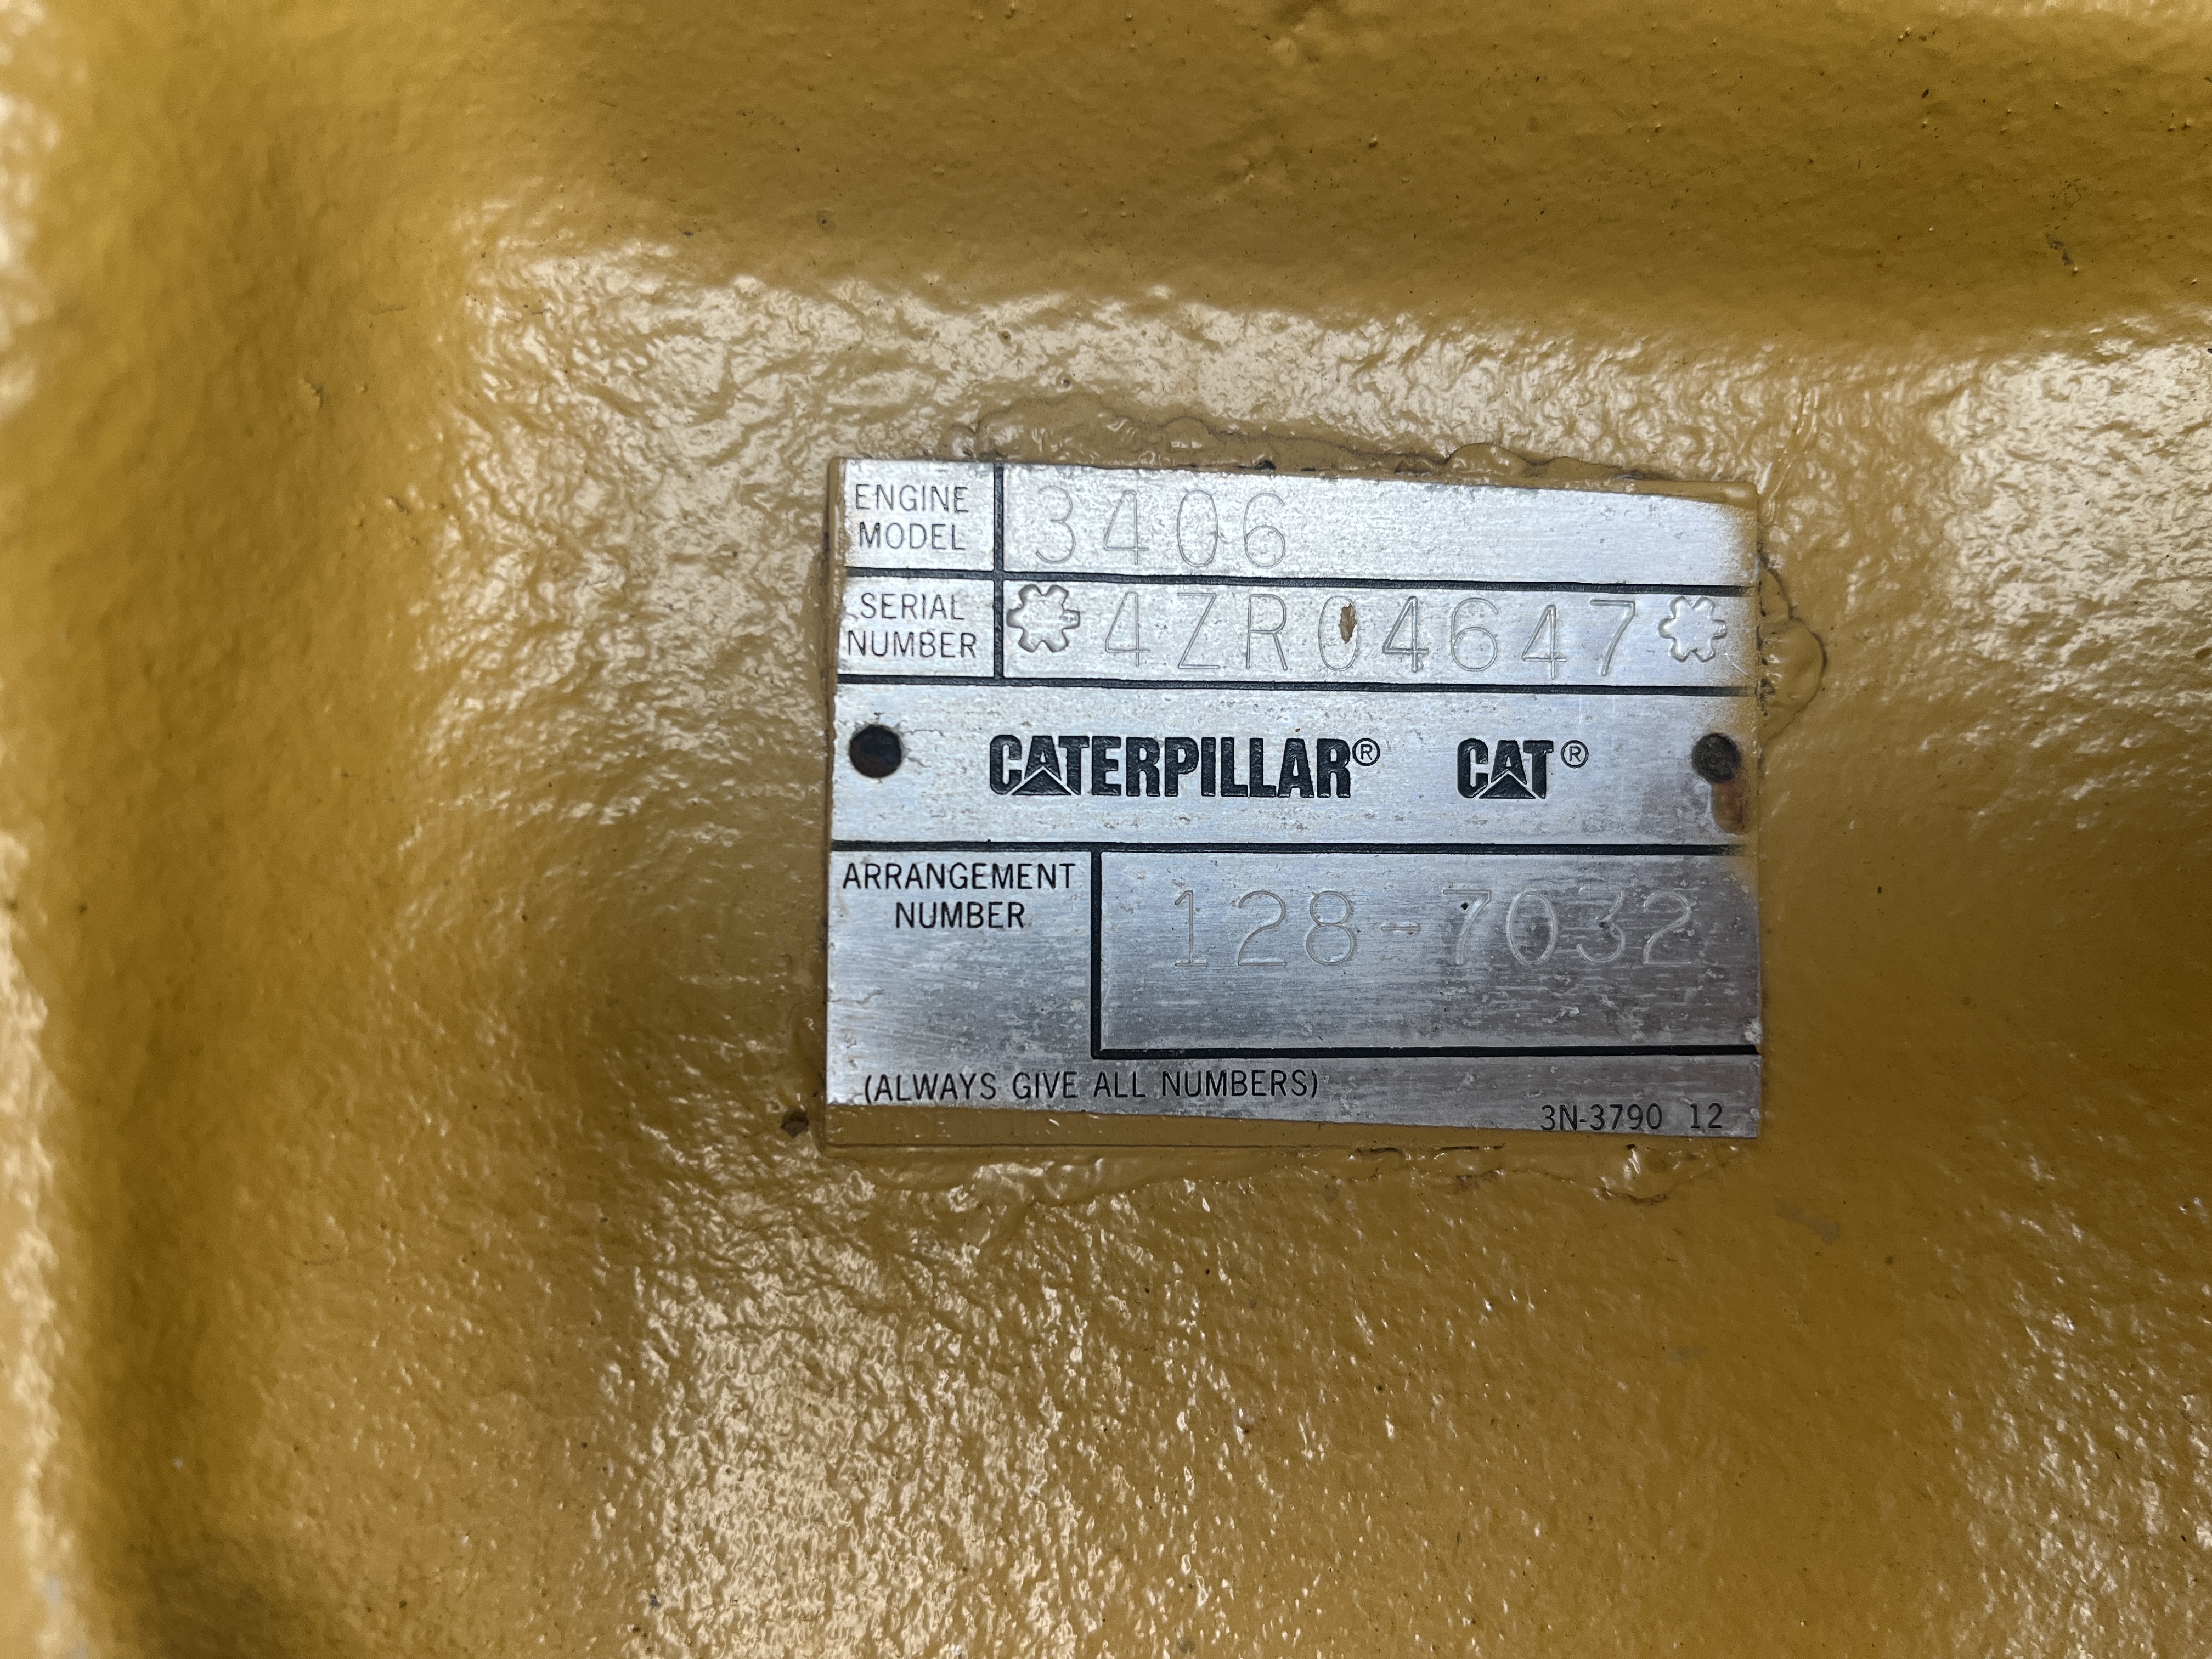 ENGINE MODEL 3406
SERIAL NUMBER *4ZR04647*
CATERPILLAR® CAT®
ARRANGEMENT NUMBER 128-7032
(ALWAYS GIVE ALL NUMBERS)
3N-3790 12